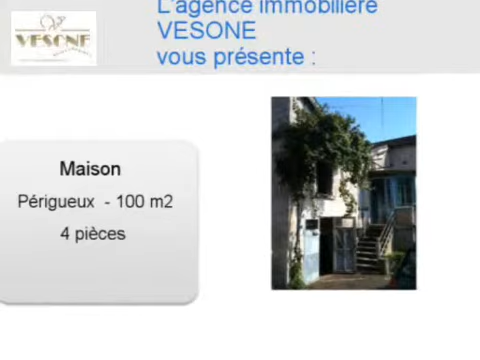 L'agence immobilière
VESONE
vous présente :
VESONE
Maison
Périgueux - 100 m2
4 pièces